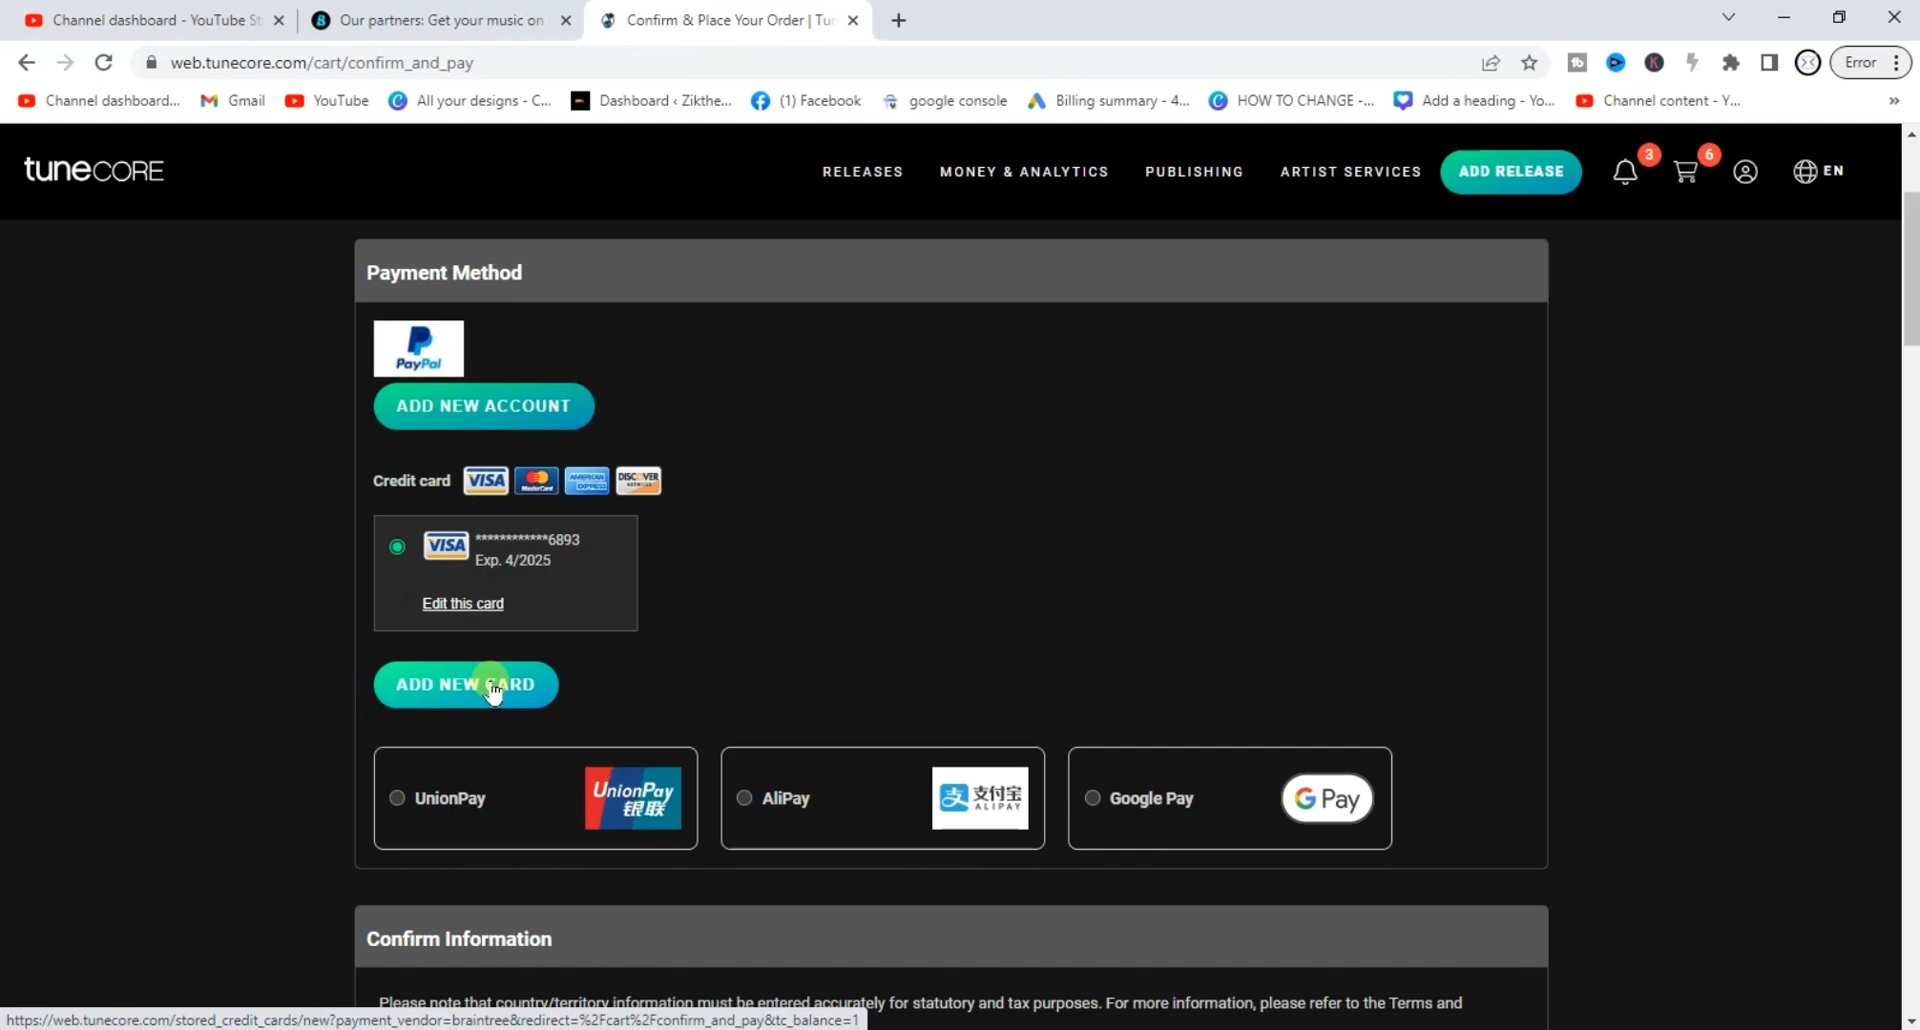 Channel dashboard - YouTube St
Our partners: Get your music on
Confirm & Place Your Order | Tun
web.tunecore.com/cart/confirm_and_pay
Error
Channel dashboard...
Gmail
YouTube
All your designs - C...
Dashboard ‹ Zikthe...
(1) Facebook
google console
Billing summary - 4...
HOW TO CHANGE -...
Add a heading - Yo...
Channel content - Y...
»
tunecore
RELEASES
MONEY & ANALYTICS
PUBLISHING
ARTIST SERVICES
ADD RELEASE
3
6
EN
Payment Method
PayPal
ADD NEW ACCOUNT
Credit card
VISA
MasterCard
AMERICAN EXPRESS
DISCOVER
VISA
************6893
Exp. 4/2025
Edit this card
ADD NEW CARD
UnionPay
UnionPay
银联
AliPay
支付宝
ALIPAY
Google Pay
G Pay
Confirm Information
Please note that country/territory information must be entered accurately for statutory and tax purposes. For more information, please refer to the Terms and
https://web.tunecore.com/stored_credit_cards/new?payment_vendor=braintree&redirect=%2Fcart%2Fconfirm_and_pay&tc_balance=1